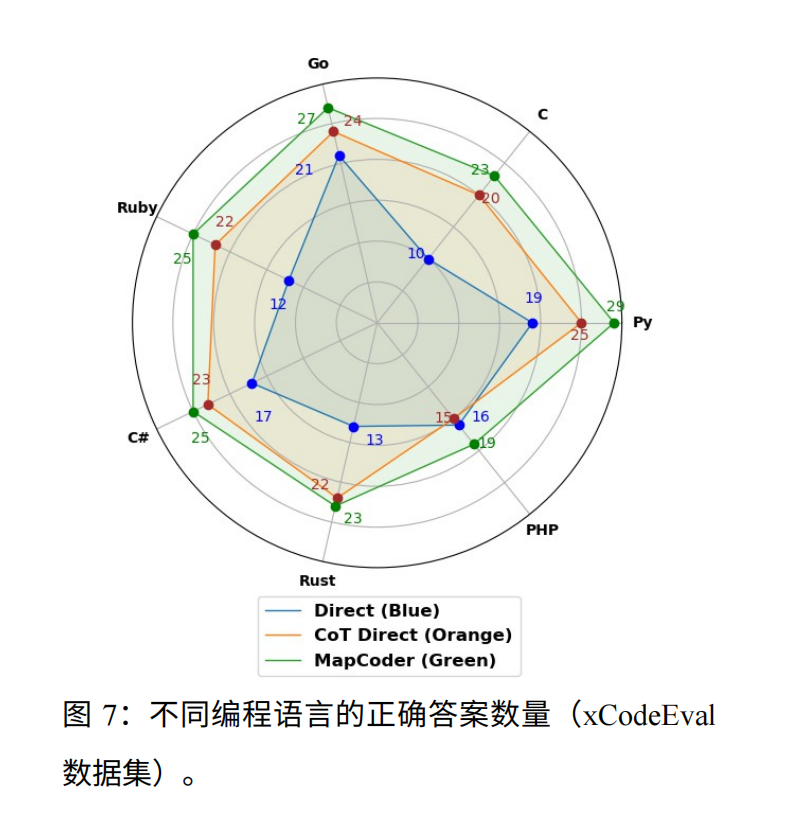 Go
C
27
24
21
23
20
Ruby
22
10
25
12
19
29
Py
25
23
17
C#
25
15
16
13
19
22
23
PHP
Rust
Direct (Blue)
CoT Direct (Orange)
MapCoder (Green)
图 7：不同编程语言的正确答案数量（xCodeEval
数据集）。